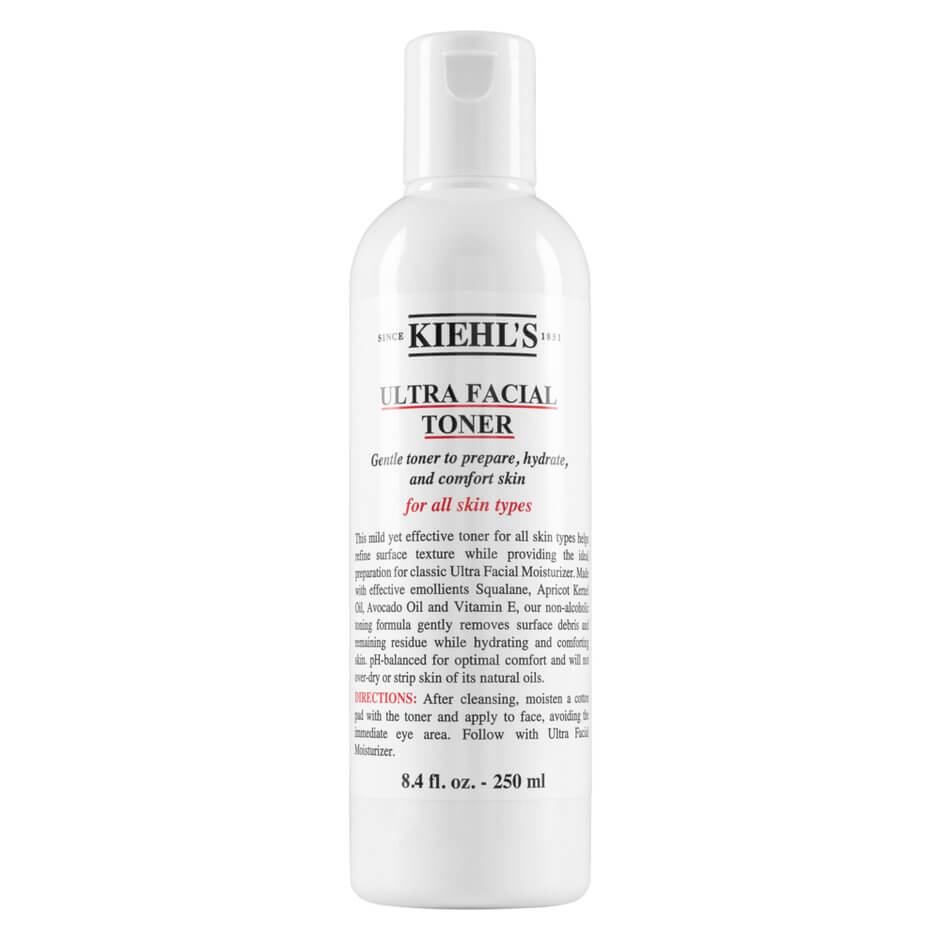 SINCE KIEHL'S 1851
ULTRA FACIAL
TONER
Gentle toner to prepare, hydrate,
and comfort skin
for all skin types
This mild yet effective toner for all skin types helps
refine surface texture while providing the ideal
preparation for classic Ultra Facial Moisturizer. Made
with effective emollients Squalane, Apricot Kernel
Oil, Avocado Oil and Vitamin E, our non-alcoholic
toning formula gently removes surface debris and
remaining residue while hydrating and comforting
skin. pH-balanced for optimal comfort and will not
over-dry or strip skin of its natural oils.
DIRECTIONS: After cleansing, moisten a cotton
pad with the toner and apply to face, avoiding the
immediate eye area. Follow with Ultra Facial
Moisturizer.
8.4 fl. oz. - 250 ml